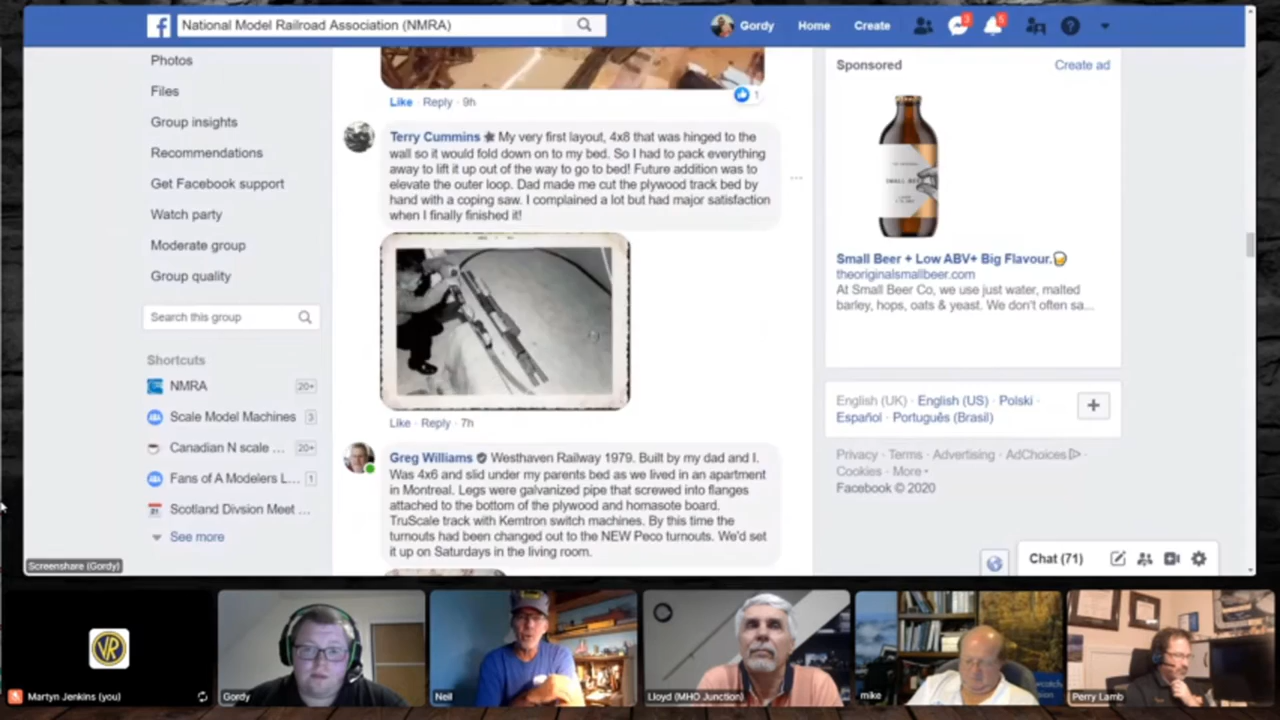 National Model Railroad Association (NMRA)
Gordy
Home
Create
3
5
Photos
Files
Group insights
Recommendations
Get Facebook support
Watch party
Moderate group
Group quality
Search this group
Shortcuts
NMRA
20+
Scale Model Machines
3
Canadian N scale ...
20+
Fans of A Modelers L...
1
Scotland Divsion Meet ...
See more
1
Like · Reply · 9h
Terry Cummins My very first layout, 4x8 that was hinged to the
wall so it would fold down on to my bed. So I had to pack everything
away to lift it up out of the way to go to bed! Future addition was to
elevate the outer loop. Dad made me cut the plywood track bed by
hand with a coping saw. I complained a lot but had major satisfaction
when I finally finished it!
Like · Reply · 7h
Greg Williams Westhaven Railway 1979. Built by my dad and I.
Was 4x6 and slid under my parents bed as we lived in an apartment
in Montreal. Legs were galvanized pipe that screwed into flanges
attached to the bottom of the plywood and homasote board.
TruScale track with Kemtron switch machines. By this time the
turnouts had been changed out to the NEW Peco turnouts. We'd set
it up on Saturdays in the living room.
Sponsored
Create ad
SMALL BEER
Small Beer + Low ABV+ Big Flavour.
theoriginalsmallbeer.com
At Small Beer Co, we use just water, malted
barley, hops, oats & yeast. We don't often sa...
English (UK) · English (US) · Polski ·
Español · Português (Brasil)
Privacy · Terms · Advertising · AdChoices ·
Cookies · More
Facebook © 2020
Chat (71)
Screenshare (Gordy)
VR
Martyn Jenkins (you)
Gordy
Neil
Lloyd (MHO Junction)
mike
Perry Lamb